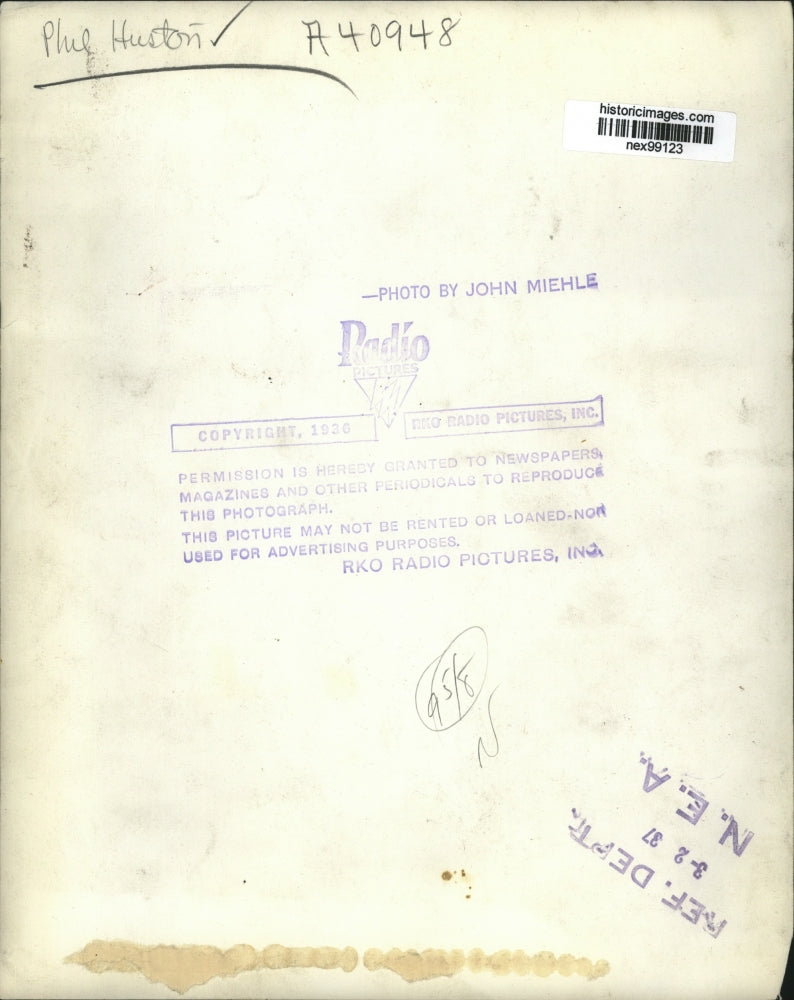 Phil Huston ✓ A40948
historicimages.com
nex99123
—PHOTO BY JOHN MIEHLE
Radio
PICTURES
COPYRIGHT, 1936 RKO RADIO PICTURES, INC.
PERMISSION IS HEREBY GRANTED TO NEWSPAPERS,
MAGAZINES AND OTHER PERIODICALS TO REPRODUCE
THIS PHOTOGRAPH.
THIS PICTURE MAY NOT BE RENTED OR LOANED-NOR
USED FOR ADVERTISING PURPOSES.
RKO RADIO PICTURES, INC.
N
REF. DEPT.
3-2 37
N. E. A.